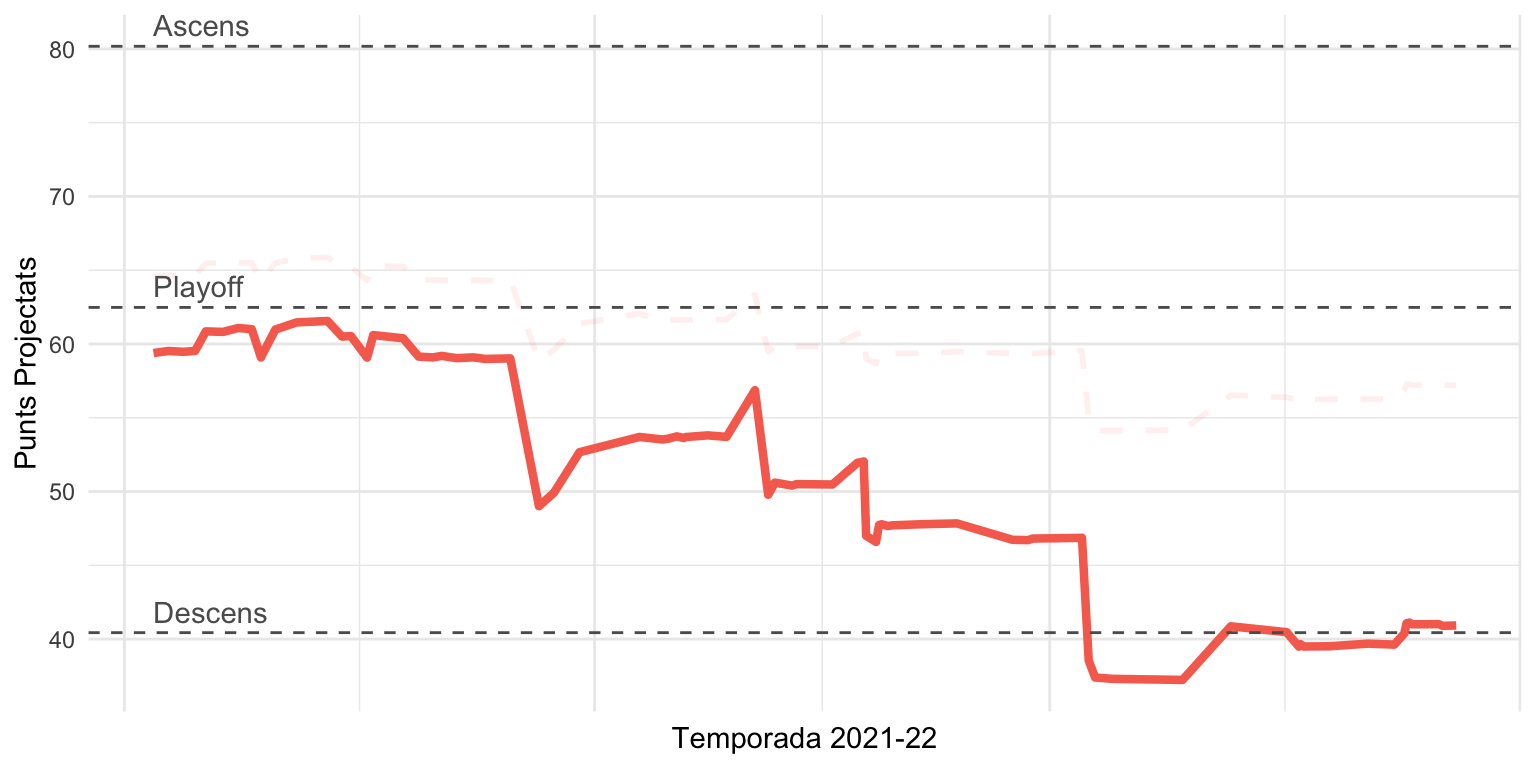 Ascens
80
70
Playoff
60
50
Descens
40
Punts Projectats
Temporada 2021-22